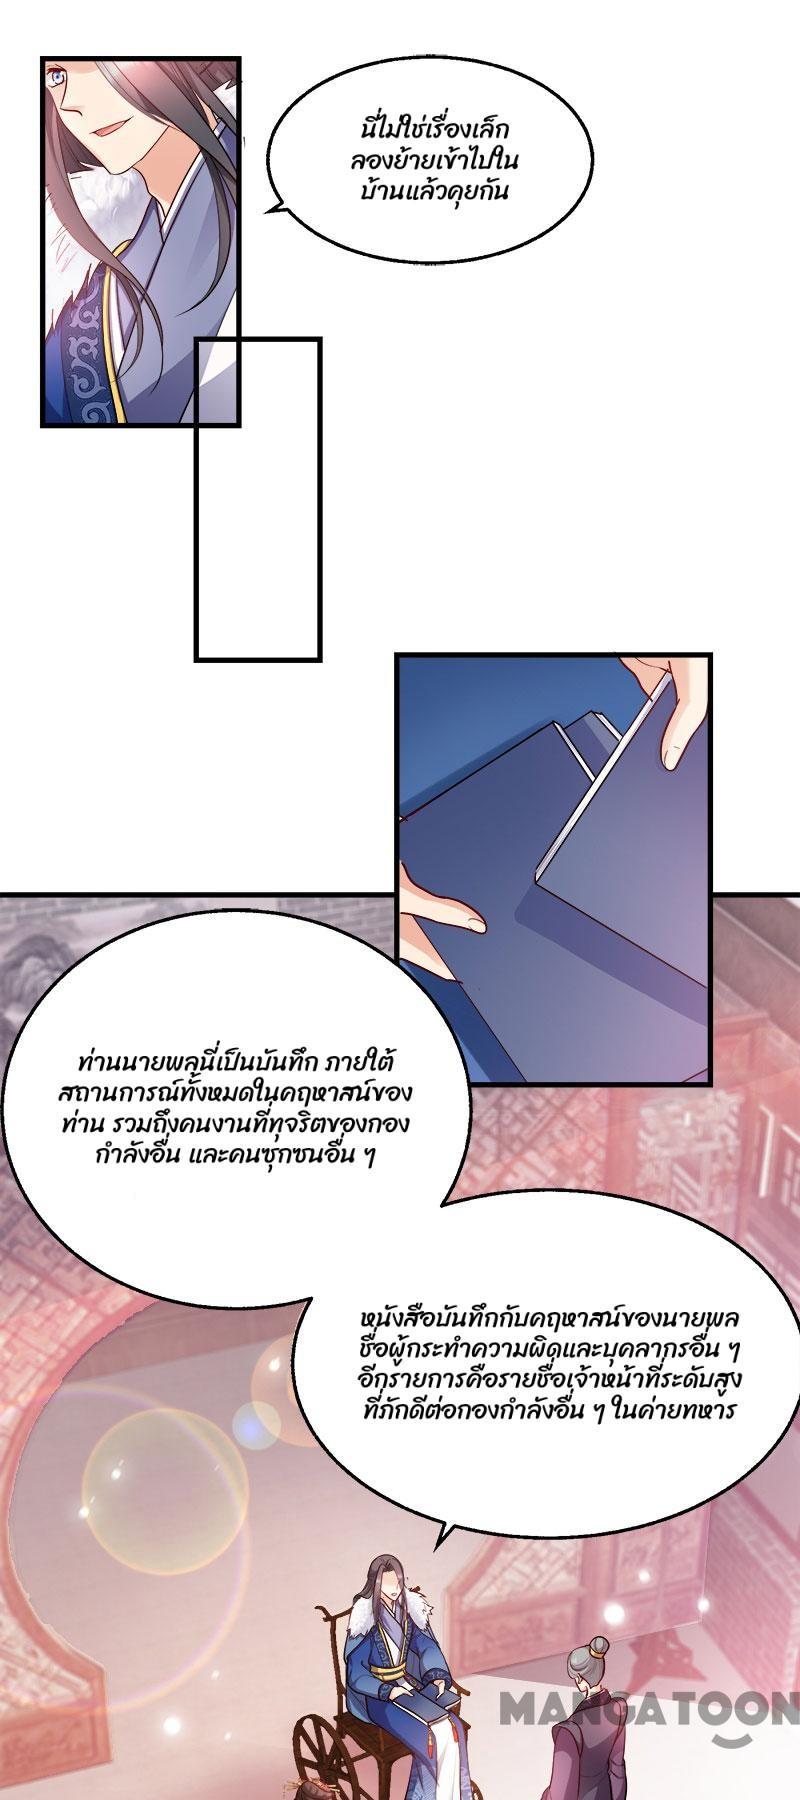 นี่ไม่ใช่เรื่องเล็ก
ลองย้ายเข้าไปใน
บ้านแล้วคุยกัน
ท่านนายพลนี่เป็นบันทึก ภายใต้
สถานการณ์ทั้งหมดในคฤหาสน์ของ
ท่าน รวมถึงคนงานที่ทุจริตของกอง
กำลังอื่น และคนซุกซนอื่น ๆ
หนังสือบันทึกกับคฤหาสน์ของนายพล
ชื่อผู้กระทำความผิดและบุคลากรอื่น ๆ
อีกรายการคือรายชื่อเจ้าหน้าที่ระดับสูง
ที่ภักดีต่อกองกำลังอื่น ๆ ในค่ายทหาร
MANGATOON